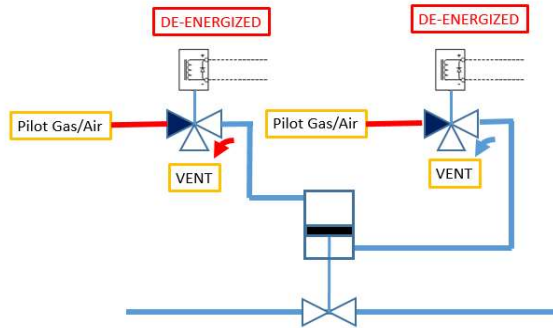 DE-ENERGIZED
DE-ENERGIZED
Pilot Gas/Air
Pilot Gas/Air
VENT
VENT